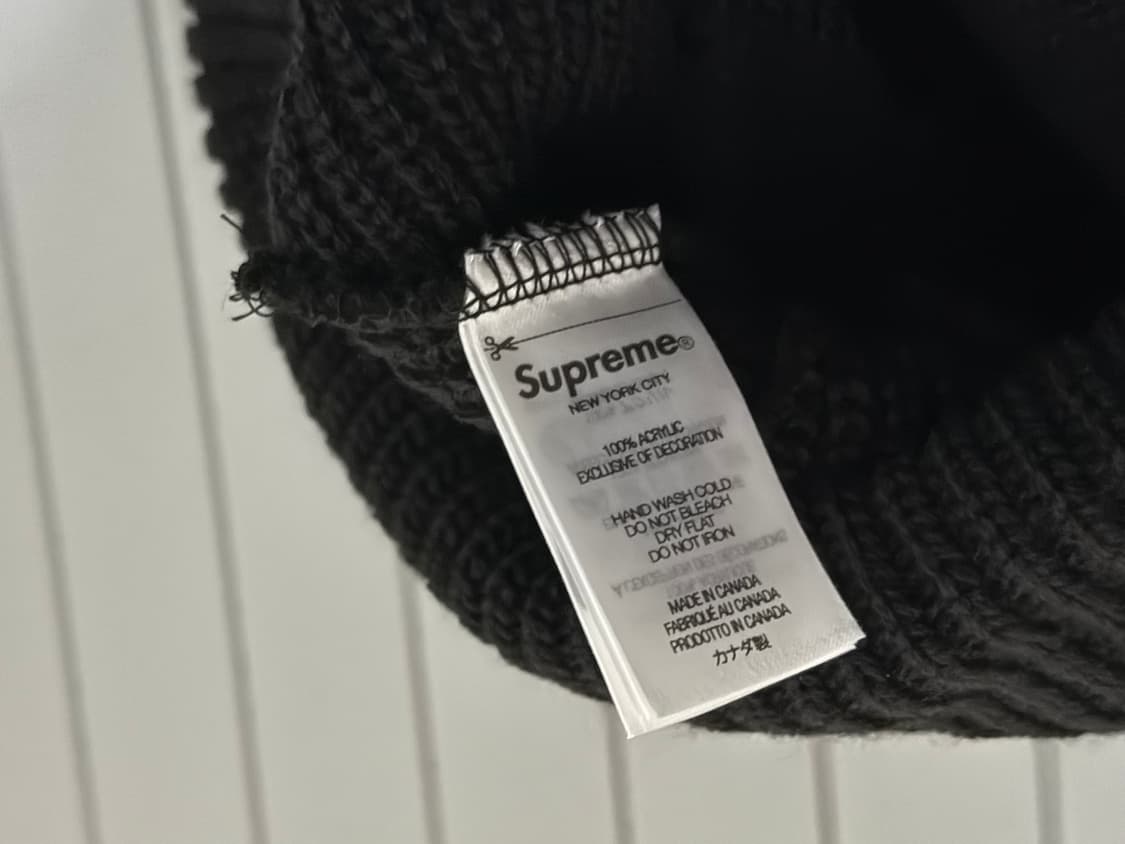 Supreme®
NEW YORK CITY
100% ACRYLIC
EXCLUSIVE OF DECORATION
HAND WASH COLD
DO NOT BLEACH
DRY FLAT
DO NOT IRON
MADE IN CANADA
FABRIQUÉ AU CANADA
PRODOTTO IN CANADA
カナダ製